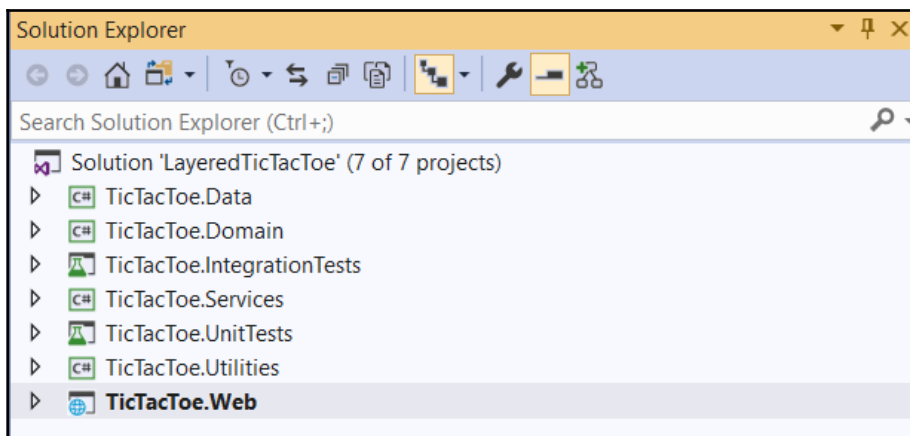 Solution Explorer
Search Solution Explorer (Ctrl+;)
Solution 'LayeredTicTacToe' (7 of 7 projects)
C# TicTacToe.Data
C# TicTacToe.Domain
TicTacToe.IntegrationTests
C# TicTacToe.Services
TicTacToe.UnitTests
C# TicTacToe.Utilities
TicTacToe.Web